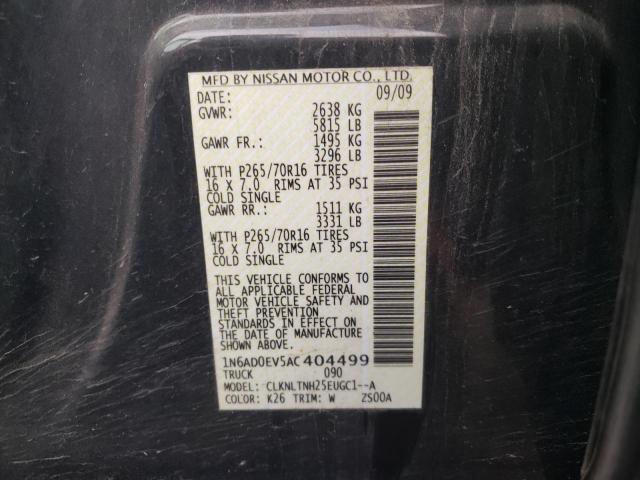 MFD BY NISSAN MOTOR CO., LTD.
DATE: 09/09
GVWR: 2638 KG
5815 LB
GAWR FR.: 1495 KG
3296 LB
WITH P265/70R16 TIRES
16 X 7.0 RIMS AT 35 PSI
COLD SINGLE
GAWR RR.: 1511 KG
3331 LB
WITH P265/70R16 TIRES
16 X 7.0 RIMS AT 35 PSI
COLD SINGLE
THIS VEHICLE CONFORMS TO
ALL APPLICABLE FEDERAL
MOTOR VEHICLE SAFETY AND
THEFT PREVENTION
STANDARDS IN EFFECT ON
THE DATE OF MANUFACTURE
SHOWN ABOVE.
1N6AD0EV5AC404499
TRUCK 090
MODEL: CLKNLTNH25EUGC1--A
COLOR: K26 TRIM: W ZS00A